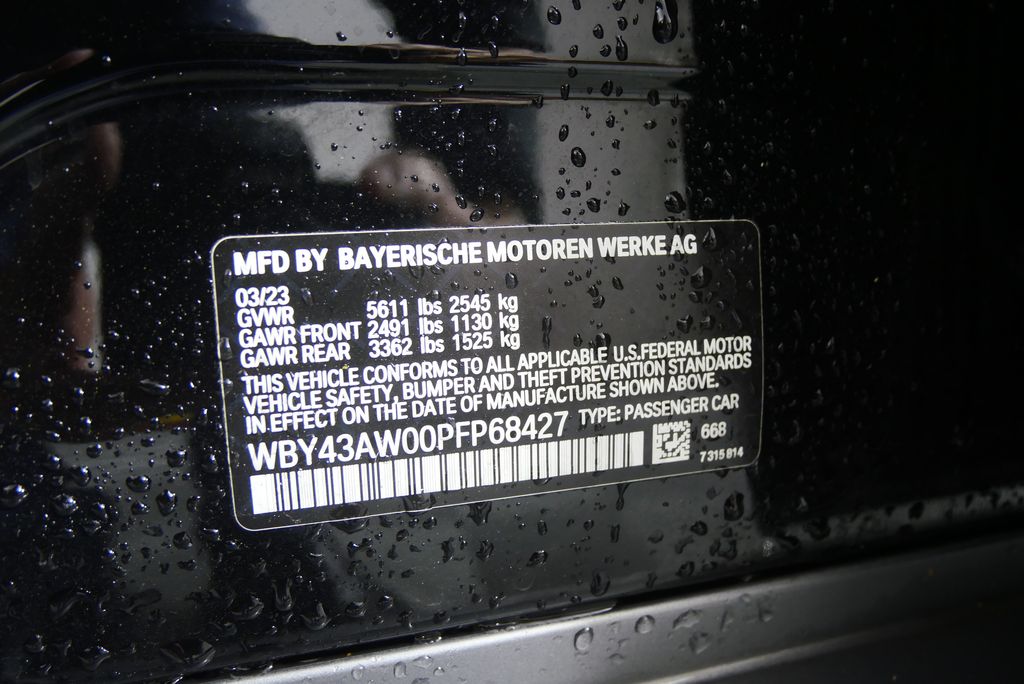 MFD BY BAYERISCHE MOTOREN WERKE AG
03/23
GVWR 5611 lbs 2545 kg
GAWR FRONT 2491 lbs 1130 kg
GAWR REAR 3362 lbs 1525 kg
THIS VEHICLE CONFORMS TO ALL APPLICABLE U.S.FEDERAL MOTOR
VEHICLE SAFETY, BUMPER AND THEFT PREVENTION STANDARDS
IN EFFECT ON THE DATE OF MANUFACTURE SHOWN ABOVE.
WBY43AW00PFP68427 TYPE: PASSENGER CAR
668
7315814